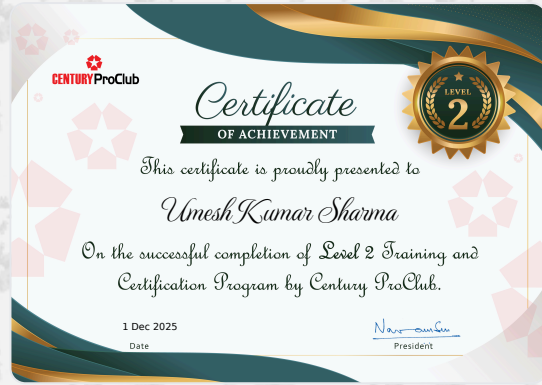 CENTURY ProClub
LEVEL
2
Certificate
OF ACHIEVEMENT
This certificate is proudly presented to
Umesh Kumar Sharma
On the successful completion of Level 2 Training and
Certification Program by Century ProClub.
1 Dec 2025
Date
President